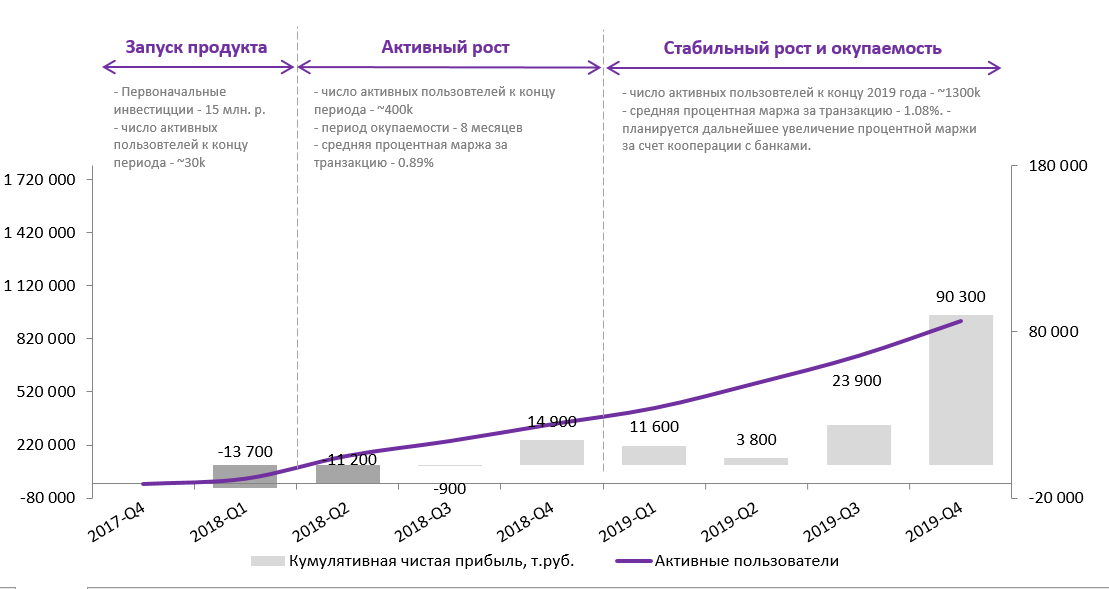 Запуск продукта
Активный рост
Стабильный рост и окупаемость
- Первоначальные
инвестицции - 15 млн. р.
- число активных
пользовтелей к концу
периода - ~30k
- число активных пользовтелей к концу
периода - ~400k
- период окупаемости - 8 месяцев
- средняя процентная маржа за
транзакцию - 0.89%
- число активных пользовтелей к концу 2019 года - ~1300k
- средняя процентная маржа за транзакцию - 1.08%. -
планируется дальнейшее увеличение процентной маржи
за счет кооперации с банками.
1 720 000
1 420 000
1 120 000
820 000
520 000
220 000
-80 000
180 000
80 000
-20 000
-13 700
-11 200
-900
14 900
11 600
3 800
23 900
90 300
2017-Q4
2018-Q1
2018-Q2
2018-Q3
2018-Q4
2019-Q1
2019-Q2
2019-Q3
2019-Q4
Кумулятивная чистая прибыль, т.руб.
Активные пользователи